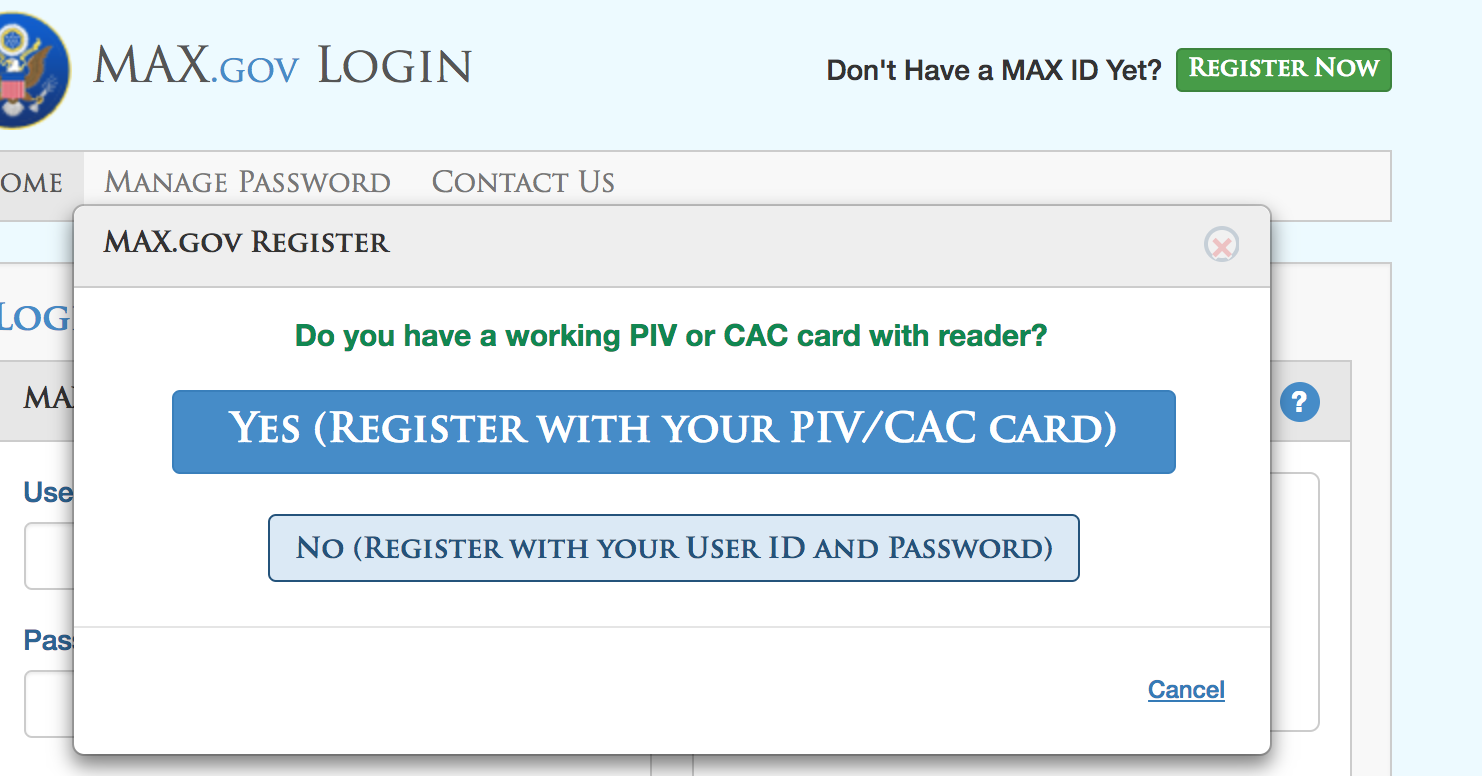 MAX.gov Login
Don't Have a MAX ID Yet? Register Now
ome Manage Password Contact Us
MAX.gov Register
Log
Do you have a working PIV or CAC card with reader?
MA
Yes (Register with your PIV/CAC card)
?
Use
No (Register with your User ID and Password)
Pas
Cancel